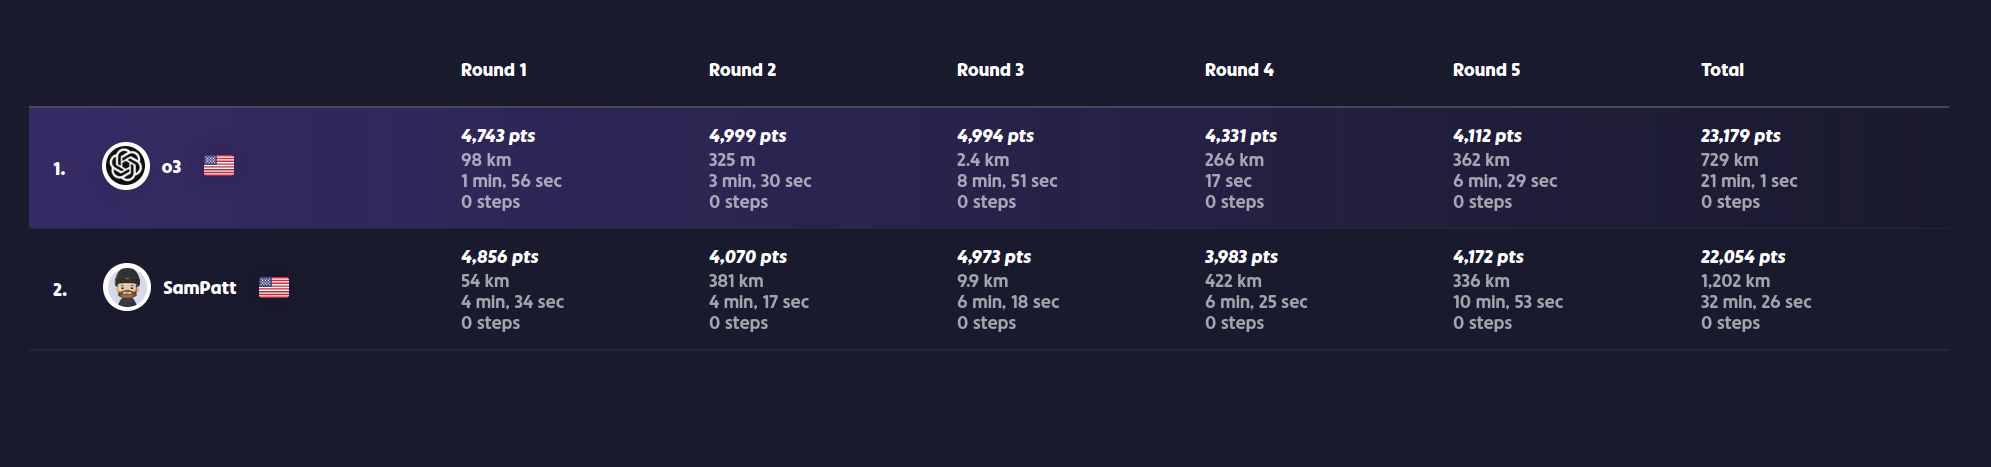 Round 1 Round 2 Round 3 Round 4 Round 5 Total
1. o3
4,743 pts 4,999 pts 4,994 pts 4,331 pts 4,112 pts 23,179 pts
98 km 325 m 2.4 km 266 km 362 km 729 km
1 min, 56 sec 3 min, 30 sec 8 min, 51 sec 17 sec 6 min, 29 sec 21 min, 1 sec
0 steps 0 steps 0 steps 0 steps 0 steps 0 steps
2. SamPatt
4,856 pts 4,070 pts 4,973 pts 3,983 pts 4,172 pts 22,054 pts
54 km 381 km 9.9 km 422 km 336 km 1,202 km
4 min, 34 sec 4 min, 17 sec 6 min, 18 sec 6 min, 25 sec 10 min, 53 sec 32 min, 26 sec
0 steps 0 steps 0 steps 0 steps 0 steps 0 steps